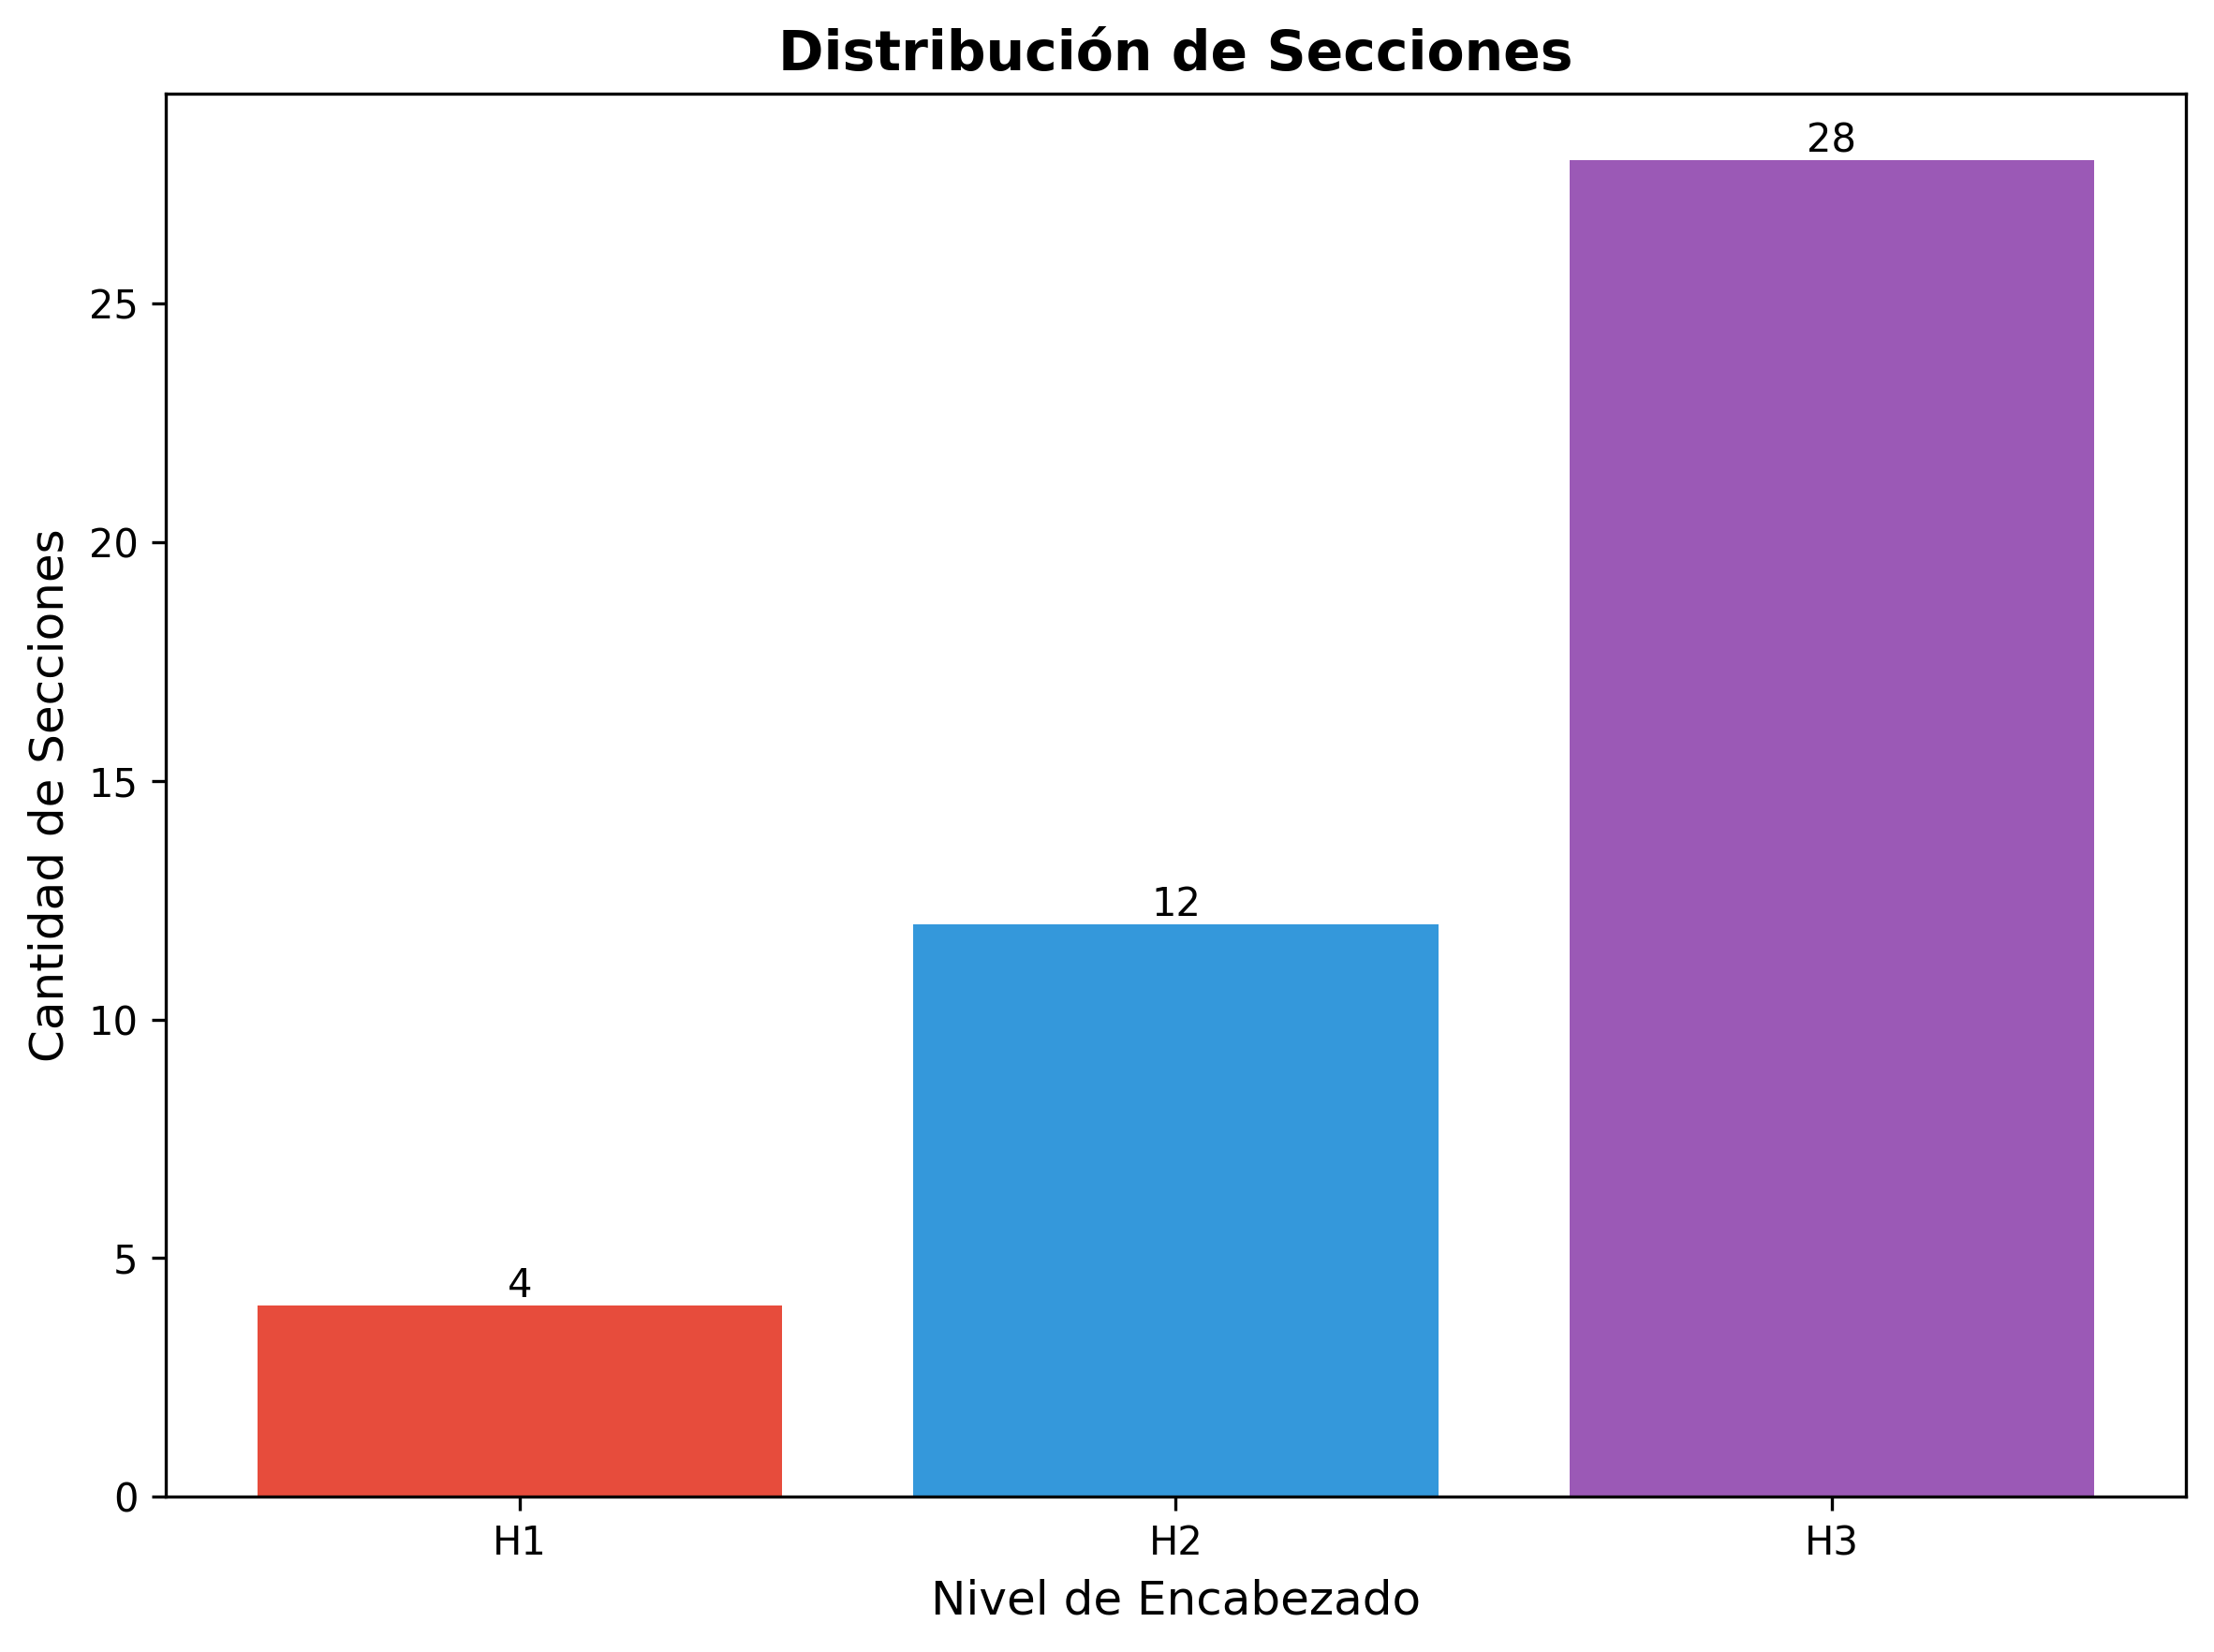 Distribución de Secciones
Cantidad de Secciones
25
20
15
10
5
0
4
12
28
H1
H2
H3
Nivel de Encabezado